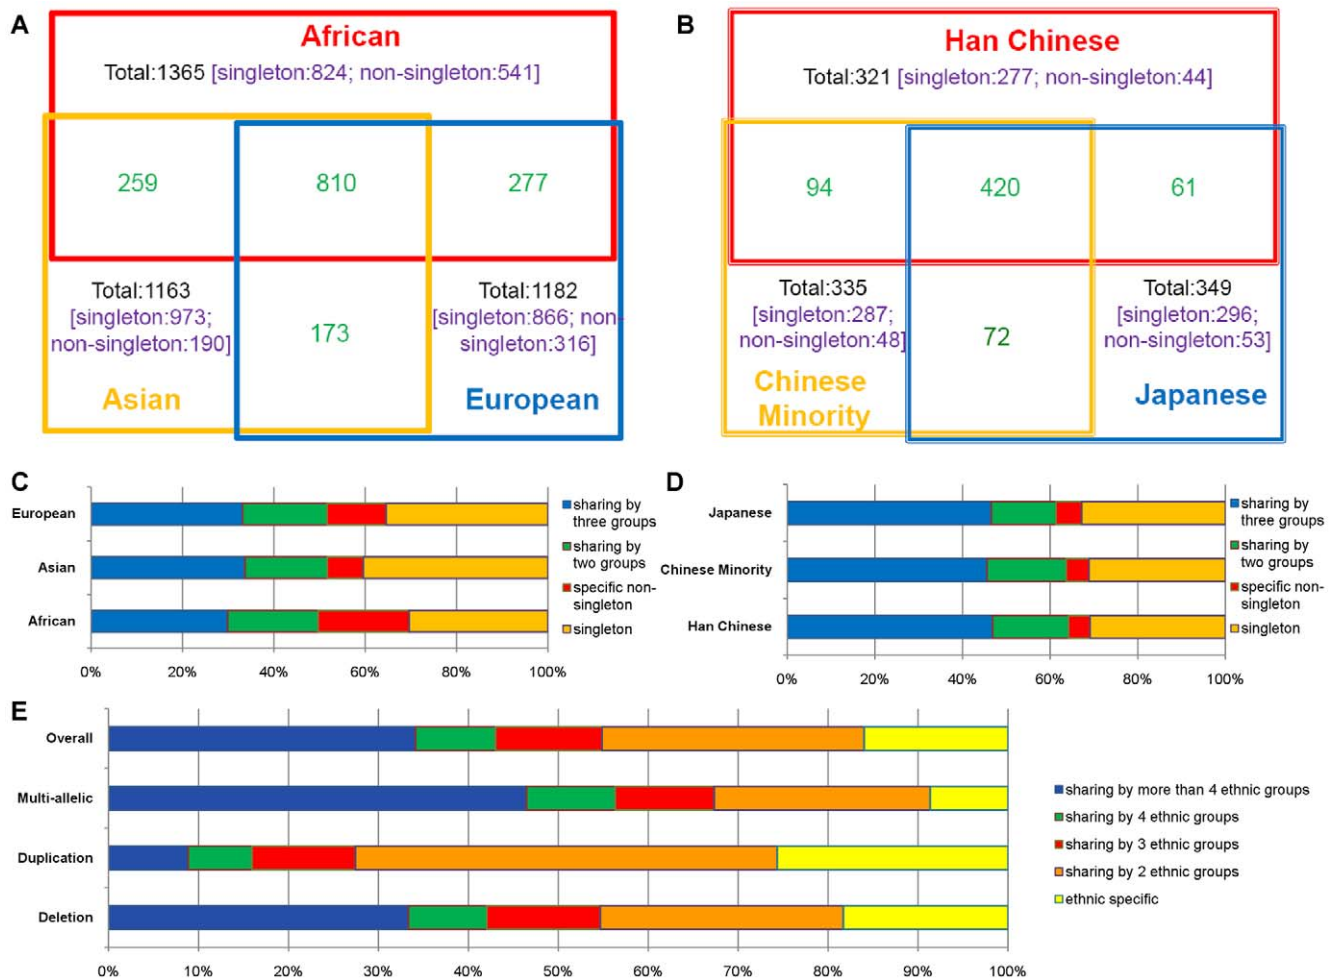 A
African
Total:1365 [singleton:824; non-singleton:541]
259
810
277
Total:1163
[singleton:973;
non-singleton:190]
173
Total:1182
[singleton:866; non-
singleton:316]
Asian
European
B
Han Chinese
Total:321 [singleton:277; non-singleton:44]
94
420
61
Total:335
[singleton:287;
non-singleton:48]
72
Total:349
[singleton:296;
non-singleton:53]
Chinese
Minority
Japanese
C
European
Asian
African
0% 20% 40% 60% 80% 100%
sharing by
three groups
sharing by
two groups
specific non-
singleton
singleton
D
Japanese
Chinese Minority
Han Chinese
0% 20% 40% 60% 80% 100%
sharing by
three groups
sharing by
two groups
specific non-
singleton
singleton
E
Overall
Multi-allelic
Duplication
Deletion
0% 10% 20% 30% 40% 50% 60% 70% 80% 90% 100%
sharing by more than 4 ethnic groups
sharing by 4 ethnic groups
sharing by 3 ethnic groups
sharing by 2 ethnic groups
ethnic specific